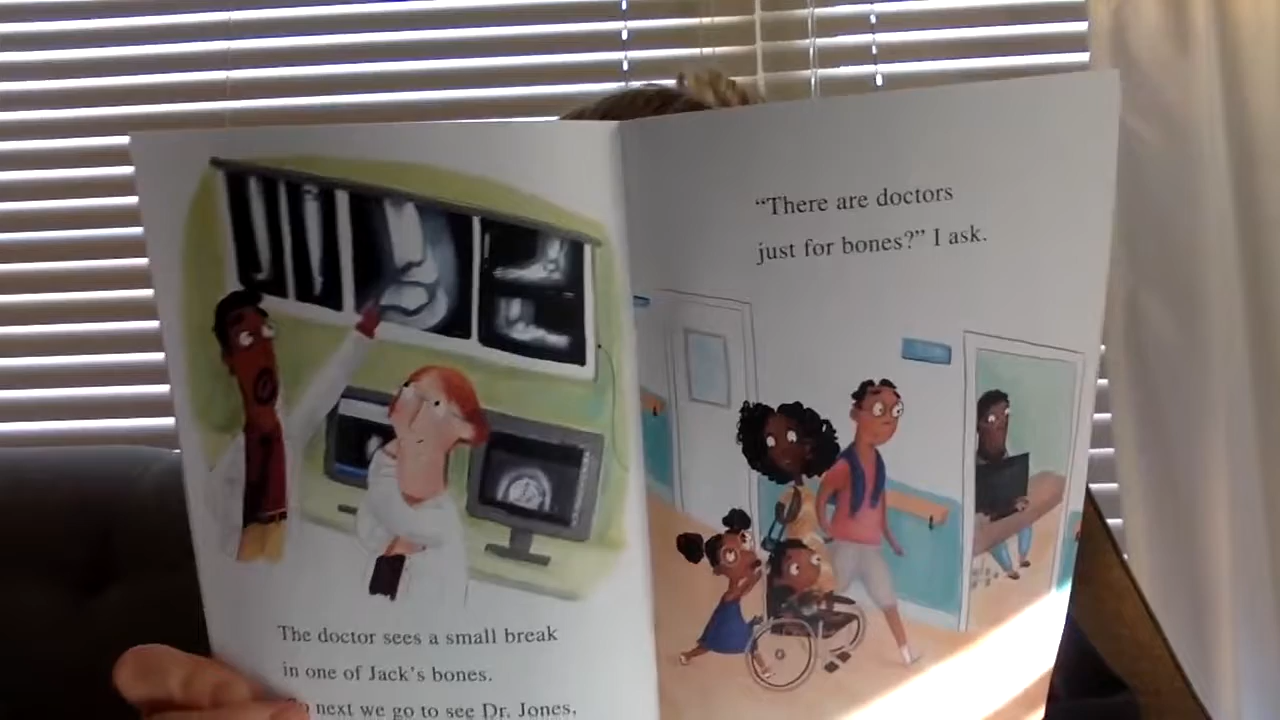 The doctor sees a small break
in one of Jack's bones.
next we go to see Dr. Jones,
“There are doctors
just for bones?” I ask.